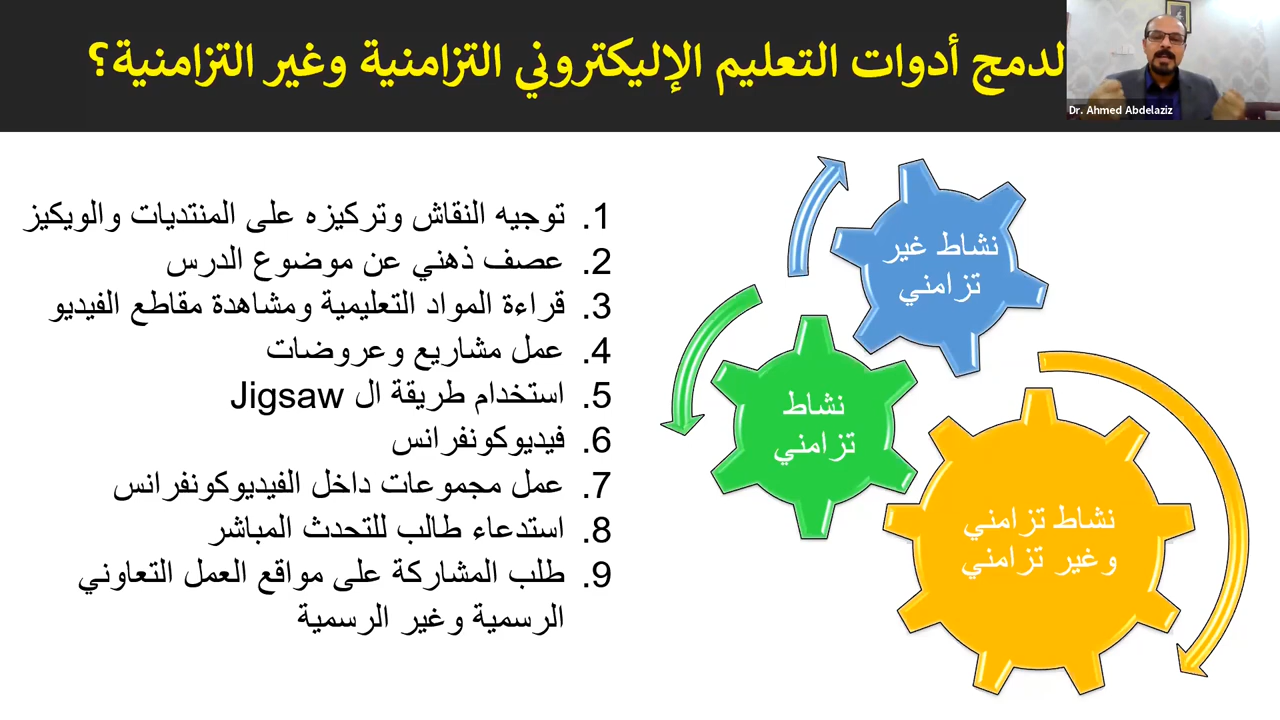 لدمج أدوات التعليم الإليكتروني التزامنية وغير التزامنية؟
Dr. Ahmed Abdelaziz
1. توجيه النقاش وتركيزه على المنتديات والويكيز
2. عصف ذهني عن موضوع الدرس
3. قراءة المواد التعليمية ومشاهدة مقاطع الفيديو
4. عمل مشاريع وعروضات
5. استخدام طريقة ال Jigsaw
6. فيديوكونفرانس
7. عمل مجموعات داخل الفيديوكونفرانس
8. استدعاء طالب للتحدث المباشر
9. طلب المشاركة على مواقع العمل التعاوني
الرسمية وغير الرسمية
نشاط غير
تزامني
نشاط
تزامني
نشاط تزامني
وغير تزامني